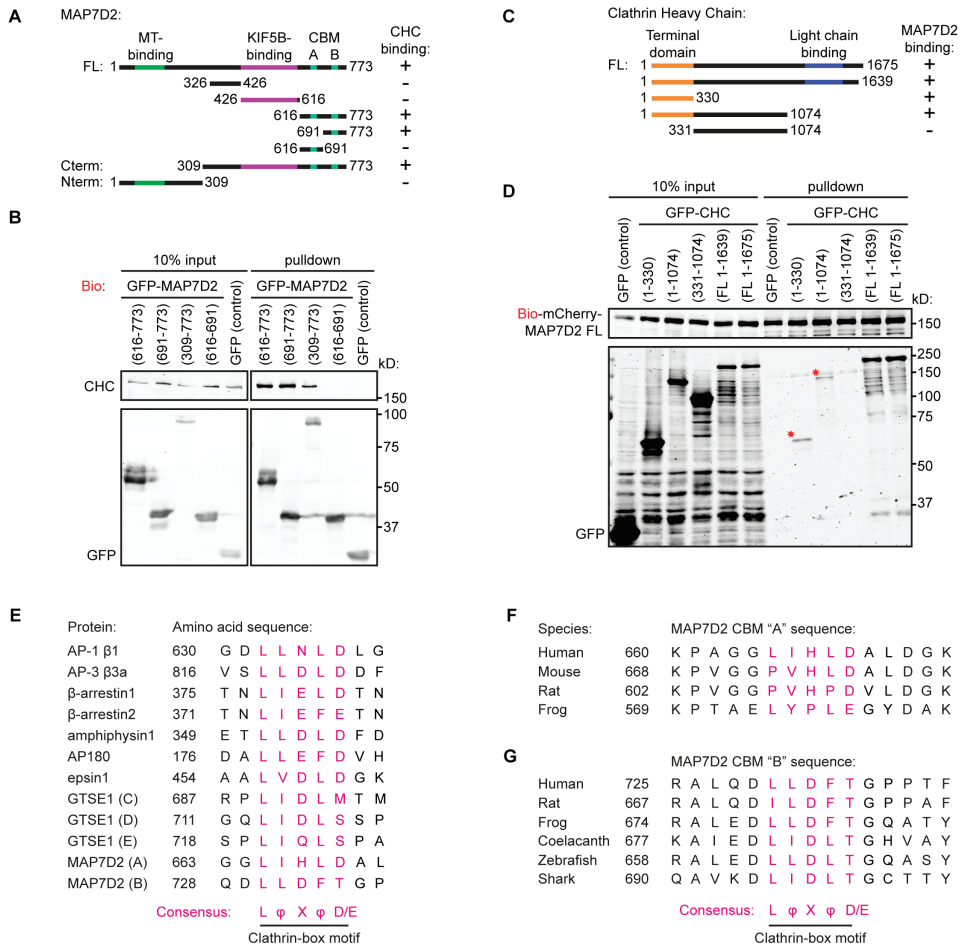 A
MAP7D2:
MT-binding
KIF5B-binding
CBM
A B
CHC binding:
FL: 1 773 +
326 426 -
426 616 -
616 773 +
691 773 +
616 691 -
Cterm: 309 773 +
Nterm: 1 309 -
B
10% input pulldown
Bio: GFP-MAP7D2 GFP-MAP7D2
(616-773) (691-773) (309-773) (616-691) GFP (control) (616-773) (691-773) (309-773) (616-691) GFP (control)
kD:
CHC
150
100
75
50
37
GFP
C
Clathrin Heavy Chain:
Terminal domain
Light chain binding
MAP7D2 binding:
FL: 1 1675 +
1 1639 +
1 330 +
1 1074 +
331 1074 -
D
10% input pulldown
GFP-CHC GFP-CHC
GFP (control) (1-330) (1-1074) (331-1074) (FL 1-1639) (FL 1-1675) GFP (control) (1-330) (1-1074) (331-1074) (FL 1-1639) (FL 1-1675)
kD:
Bio-mCherry-MAP7D2 FL
150
250
150
100
75
50
37
GFP
E
Protein: Amino acid sequence:
AP-1 β1 630 G D L L N L D L G
AP-3 β3a 816 V S L L D L D D F
β-arrestin1 375 T N L I E L D T N
β-arrestin2 371 T N L I E F E T N
amphiphysin1 349 E T L L D L D F D
AP180 176 D A L L E F D V H
epsin1 454 A A L V D L D G K
GTSE1 (C) 687 R P L I D L M T M
GTSE1 (D) 711 G Q L I D L S S P
GTSE1 (E) 718 S P L I Q L S P A
MAP7D2 (A) 663 G G L I H L D A L
MAP7D2 (B) 728 Q D L L D F T G P
Consensus: L φ X φ D/E
Clathrin-box motif
F
Species: MAP7D2 CBM “A” sequence:
Human 660 K P A G G L I H L D A L D G K
Mouse 668 K P V G G P V H L D A L D G K
Rat 602 K P V G G P V H P D V L D G K
Frog 569 K P T A E L Y P L E G Y D A K
G
MAP7D2 CBM “B” sequence:
Human 725 R A L Q D L L D F T G P P T F
Rat 667 R A L Q D I L D F T G P P A F
Frog 674 R A L E D L L D F T G Q A T Y
Coelacanth 677 K A I E D L I D L T G H V A Y
Zebrafish 658 R A L E D L L D L T G Q A S Y
Shark 690 Q A V K D L I D L T G C T T Y
Consensus: L φ X φ D/E
Clathrin-box motif